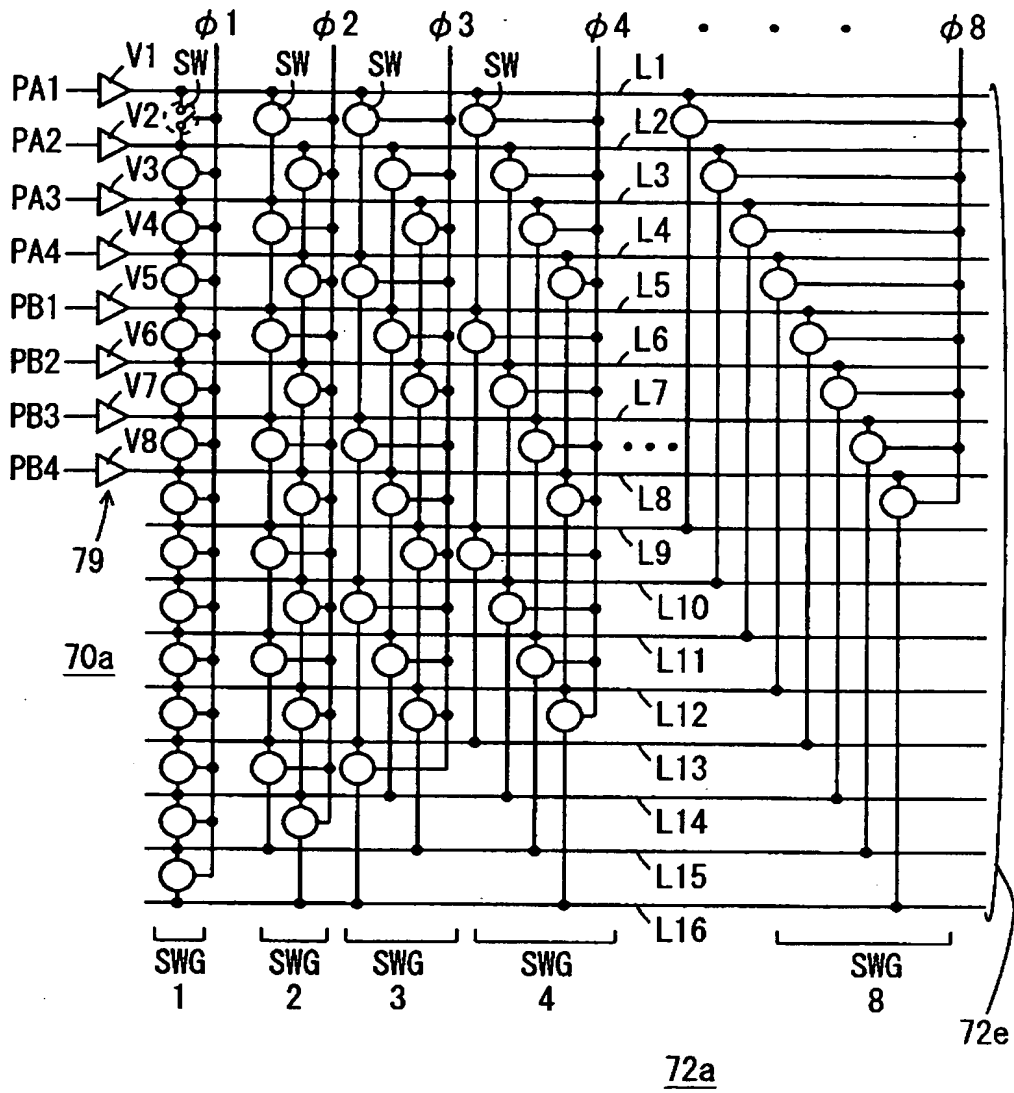 φ1 φ2 φ3 φ4 · · · φ8
V1 SW SW SW SW L1
PA1
V2 L2
PA2
V3 L3
PA3
V4 L4
PA4
V5 L5
PB1
V6 L6
PB2
V7 L7
PB3
V8 •••
PB4
L8
79
L9
L10
70a L11
L12
L13
L14
L15
L16
SWG SWG SWG SWG SWG
1 2 3 4 8
72e
72a